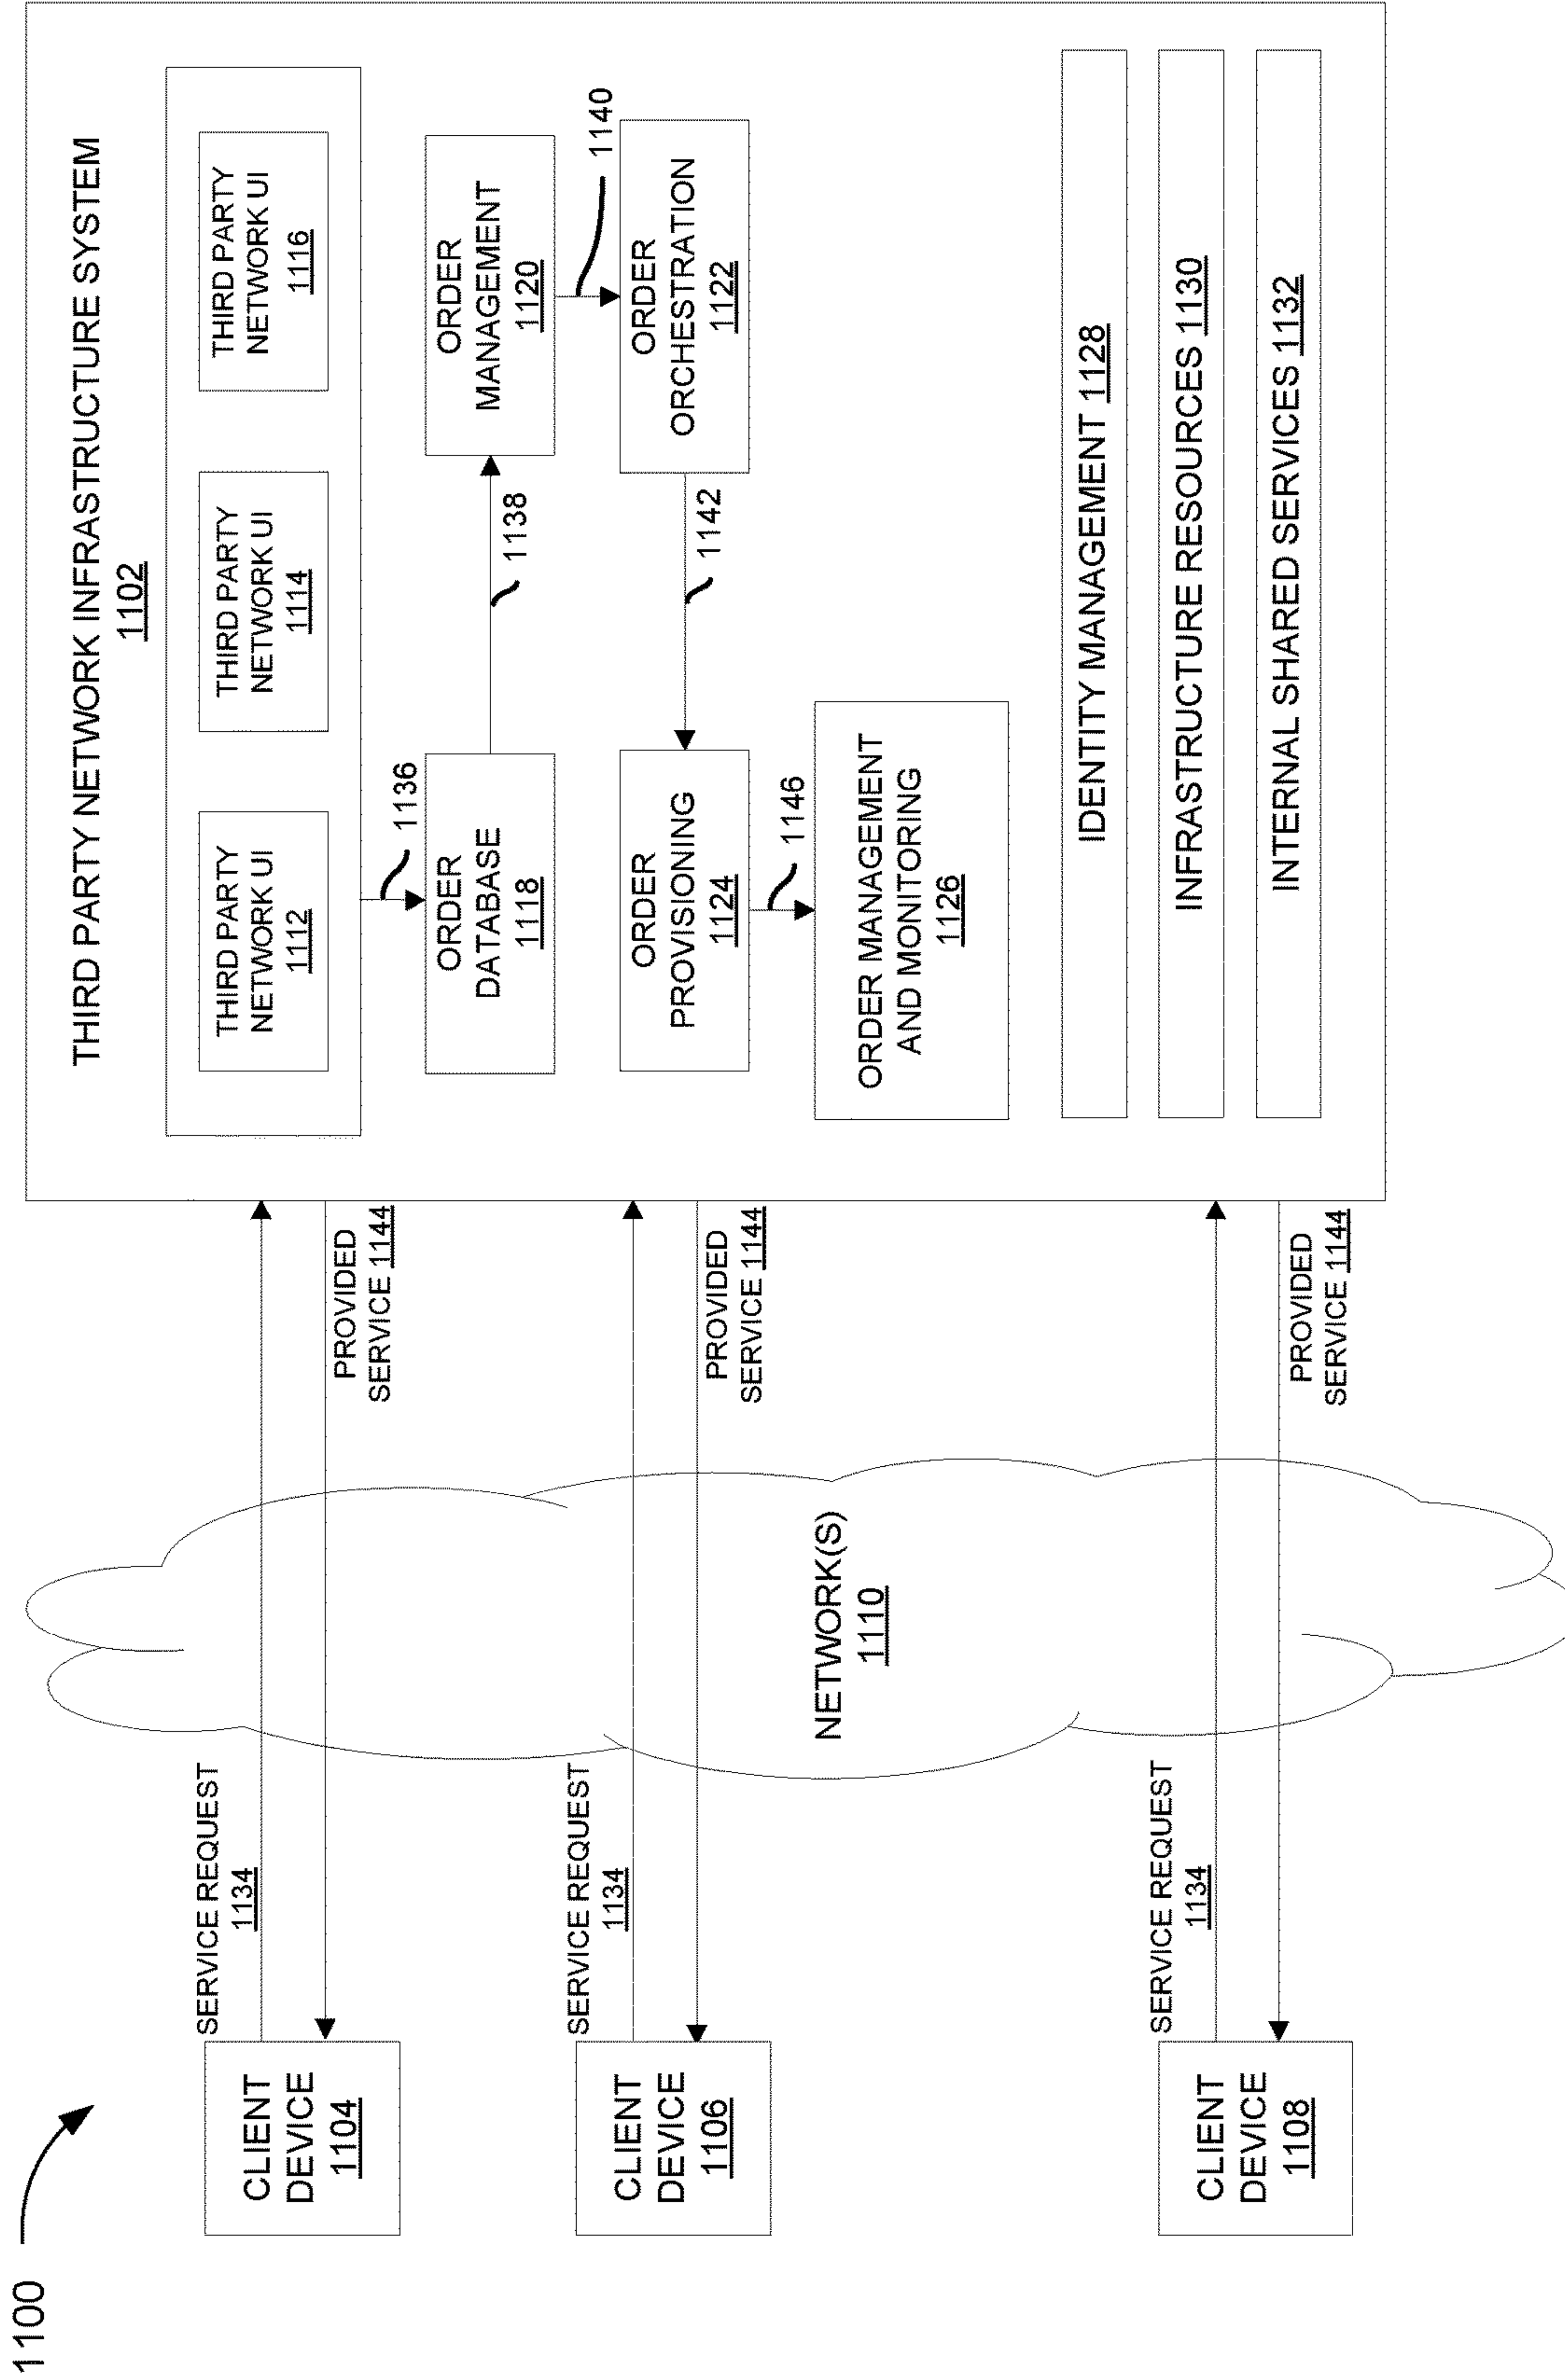 1100
CLIENT
DEVICE
1104
CLIENT
DEVICE
1106
CLIENT
DEVICE
1108
SERVICE REQUEST
1134
SERVICE REQUEST
1134
SERVICE REQUEST
1134
NETWORK(S)
1110
PROVIDED
SERVICE 1144
PROVIDED
SERVICE 1144
PROVIDED
SERVICE 1144
THIRD PARTY NETWORK INFRASTRUCTURE SYSTEM
1102
THIRD PARTY
NETWORK UI
1112
THIRD PARTY
NETWORK UI
1114
THIRD PARTY
NETWORK UI
1116
1136
ORDER
DATABASE
1118
1138
ORDER
MANAGEMENT
1120
1140
ORDER
ORCHESTRATION
1122
1142
ORDER
PROVISIONING
1124
1146
ORDER MANAGEMENT
AND MONITORING
1126
IDENTITY MANAGEMENT 1128
INFRASTRUCTURE RESOURCES 1130
INTERNAL SHARED SERVICES 1132